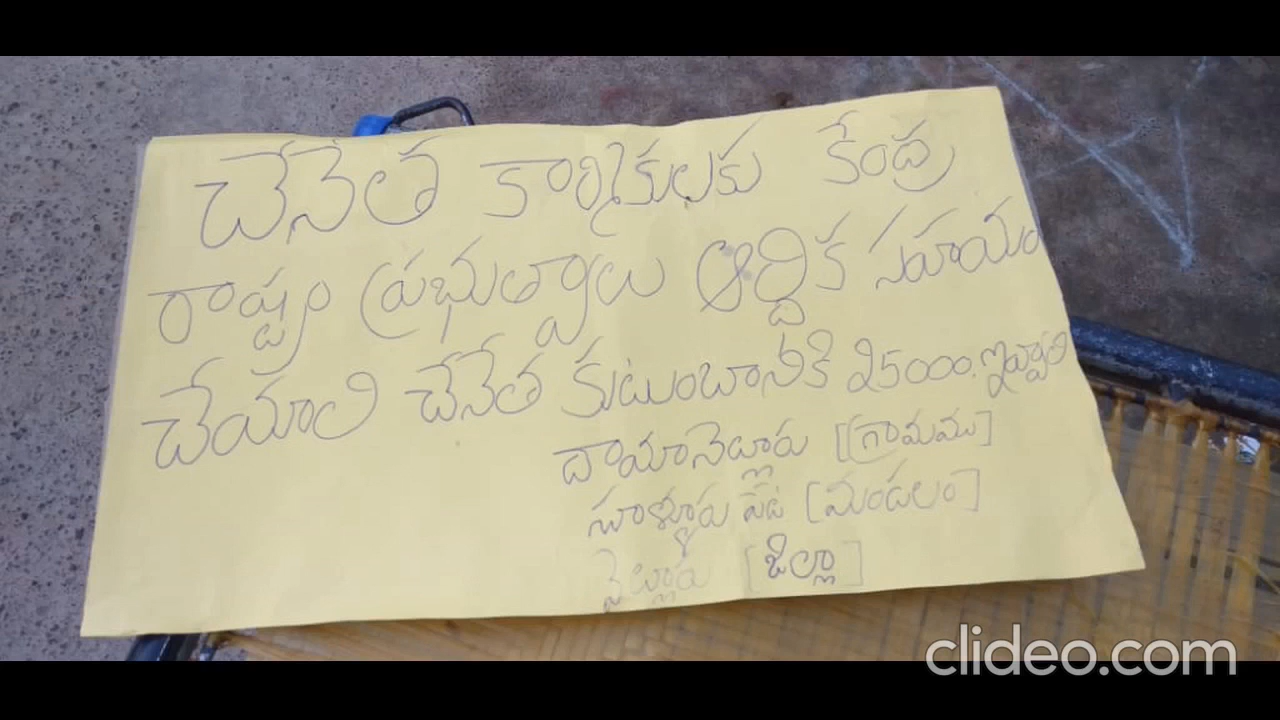 చేనేత కార్మికులకు కేంద్ర
రాష్ట్రం ప్రభుత్వాలు ఆర్దిక సహాయం
చేయాలి చేనేత కుటుంబానికి 25000. ఇవ్వాలి
దాయానెల్లూరు [గ్రామము]
సూళ్ళూరు పేట [మండలం]
నెల్లూరు [జిల్లా]
clideo.com